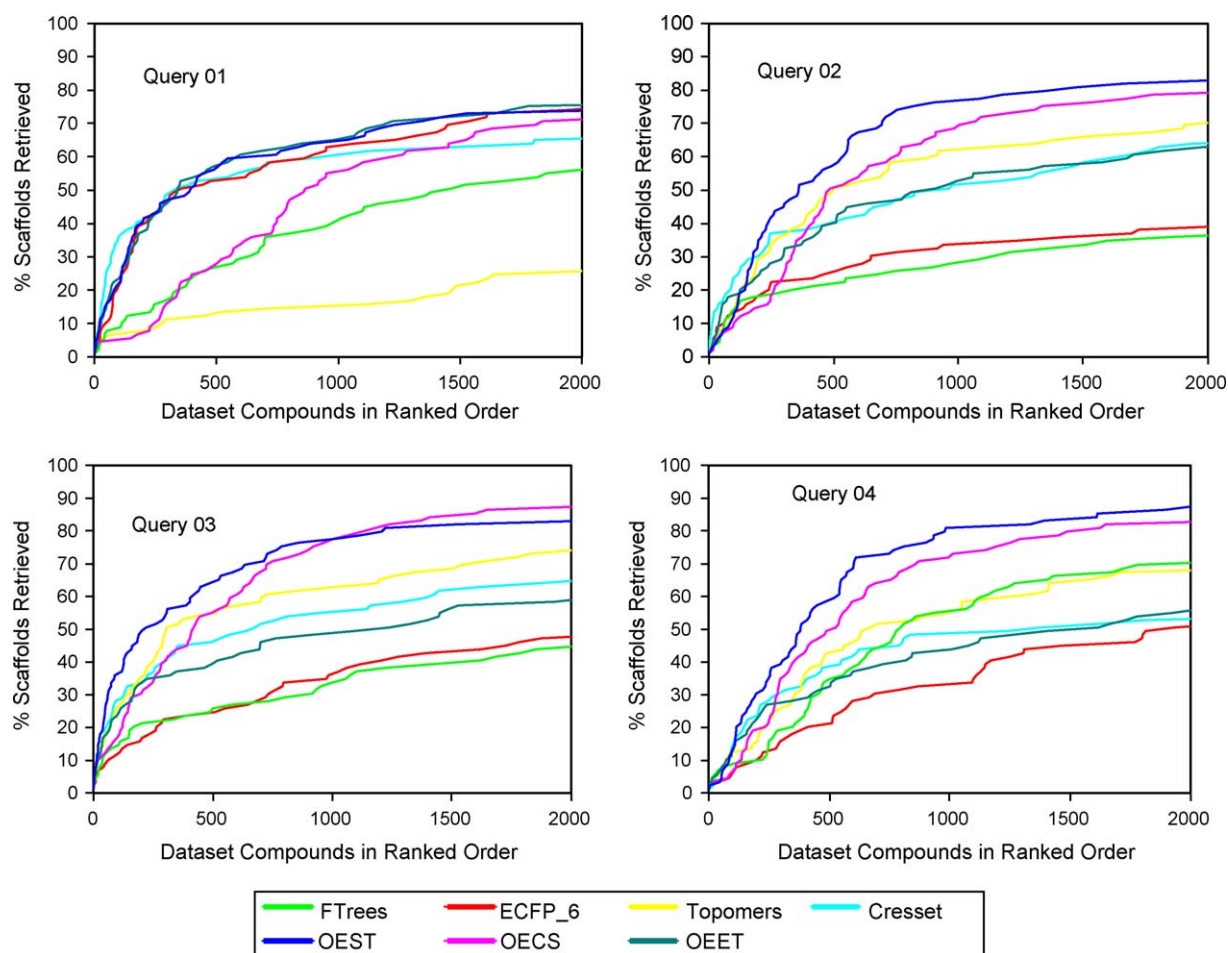 Query 01
% Scaffolds Retrieved
100
90
80
70
60
50
40
30
20
10
0
0 500 1000 1500 2000
Dataset Compounds in Ranked Order
Query 02
% Scaffolds Retrieved
100
90
80
70
60
50
40
30
20
10
0
0 500 1000 1500 2000
Dataset Compounds in Ranked Order
Query 03
% Scaffolds Retrieved
100
90
80
70
60
50
40
30
20
10
0
0 500 1000 1500 2000
Dataset Compounds in Ranked Order
Query 04
% Scaffolds Retrieved
100
90
80
70
60
50
40
30
20
10
0
0 500 1000 1500 2000
Dataset Compounds in Ranked Order
FTrees ECFP_6 Topomers Cresset
OEST OECS OEET